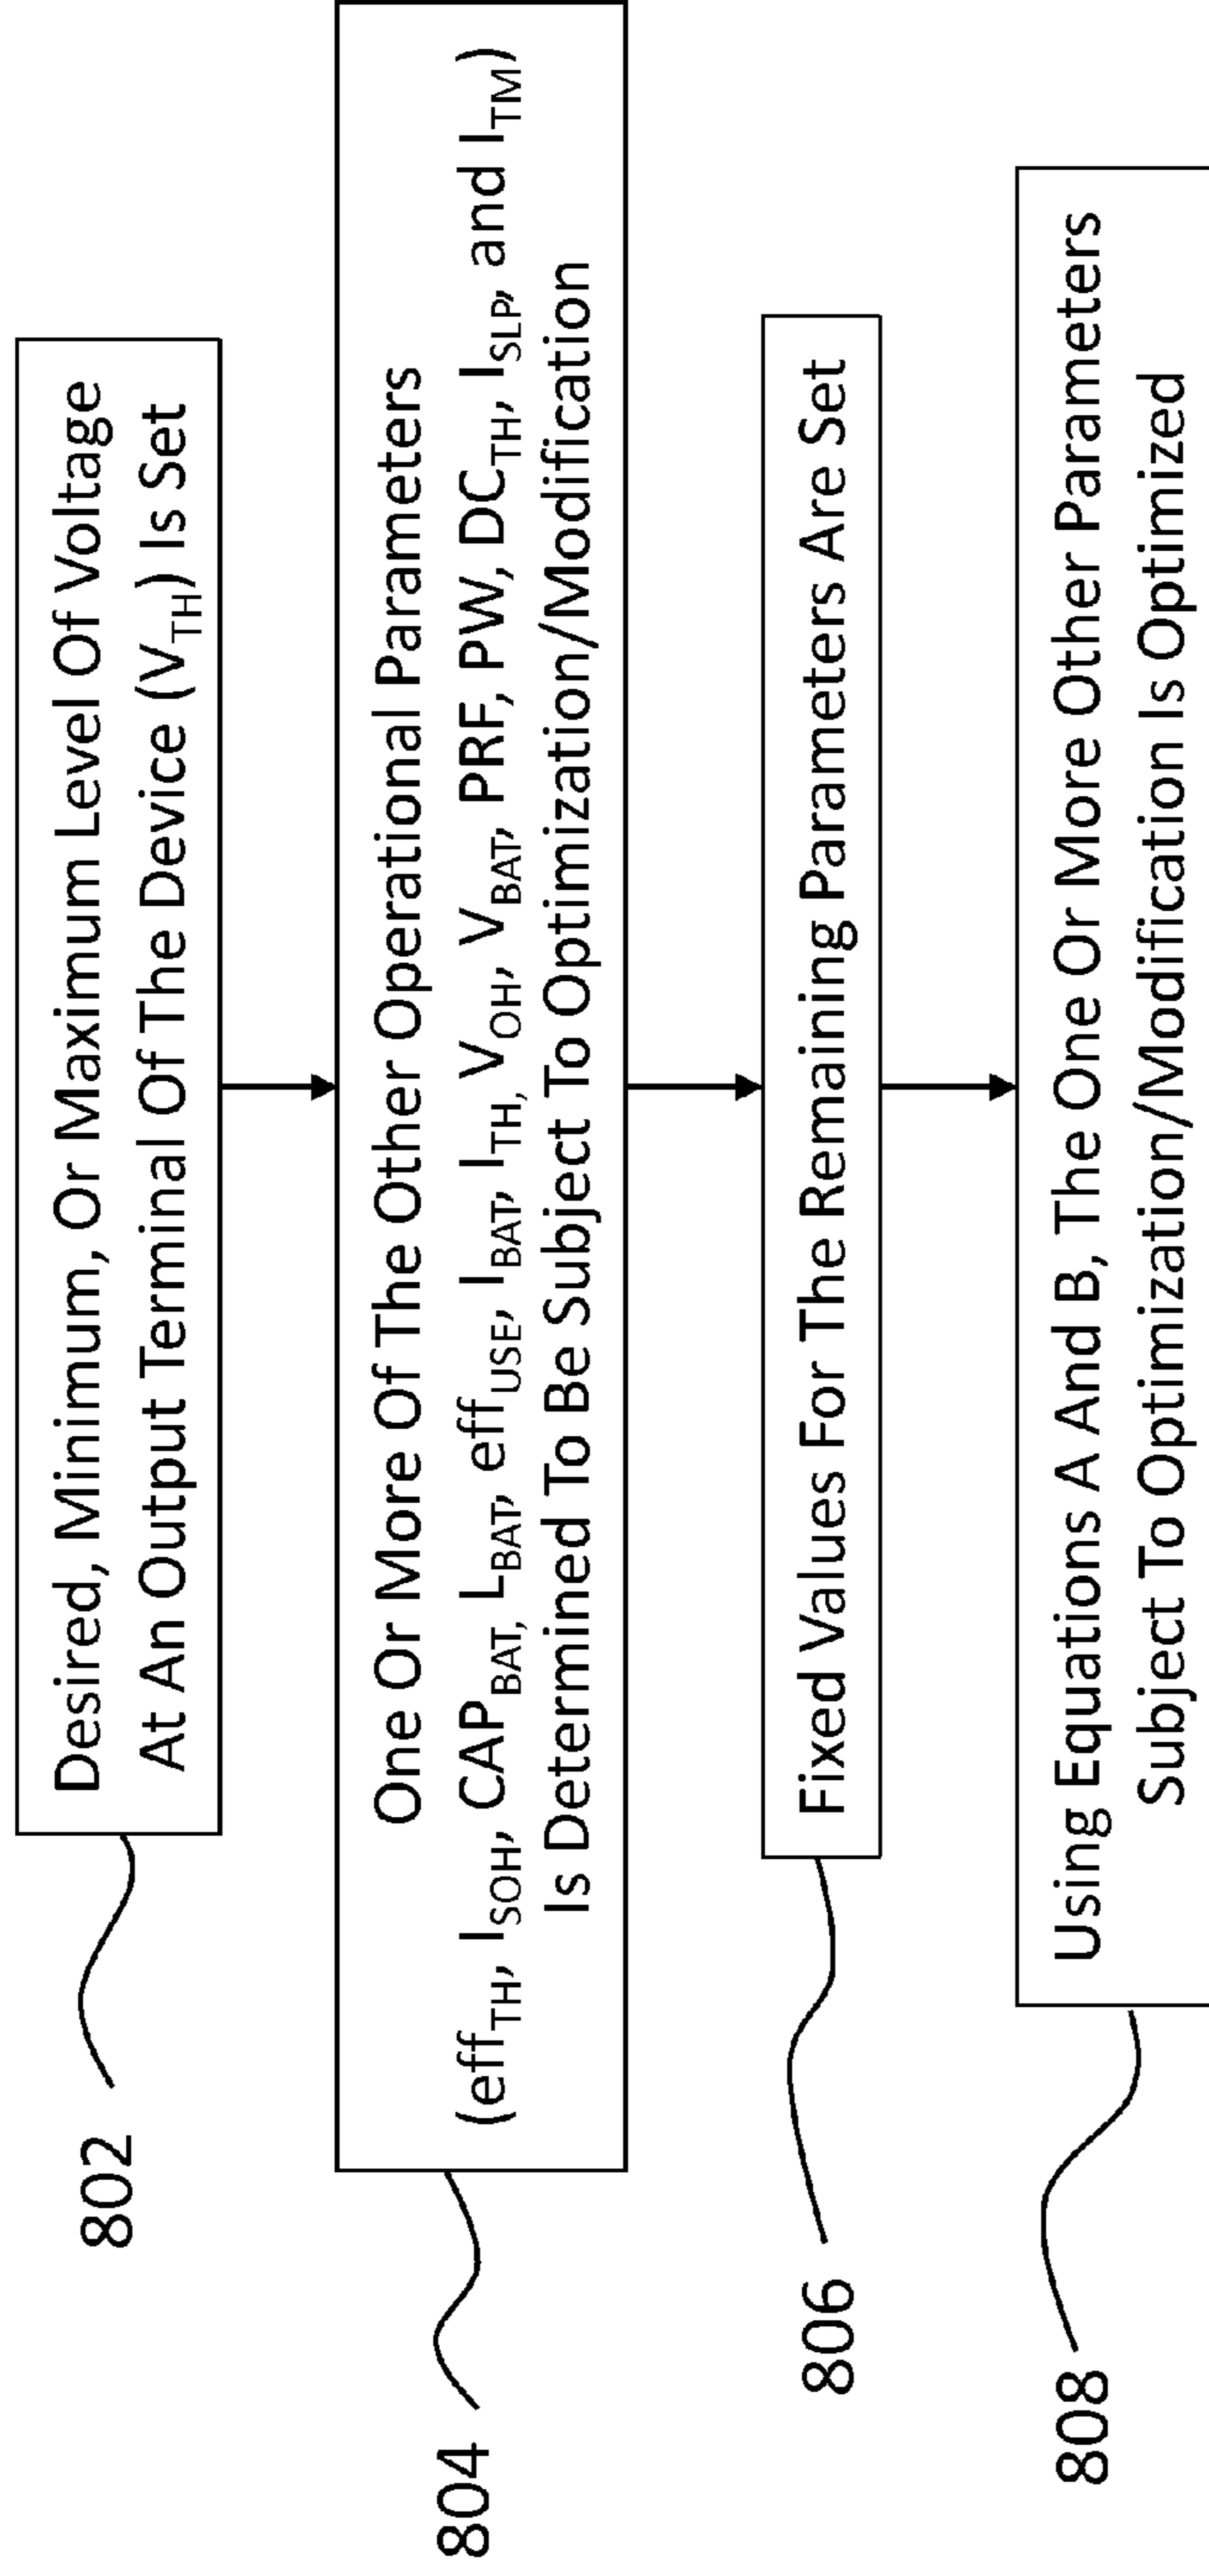 802
Desired, Minimum, Or Maximum Level Of Voltage
At An Output Terminal Of The Device (V_TH) Is Set
804
One Or More Of The Other Operational Parameters
(eff_TH, I_SOH, CAP_BAT, L_BAT, eff_USE, I_BAT, I_TH, V_OH, V_BAT, PRF, PW, DC_TH, I_SLP, and I_TM)
Is Determined To Be Subject To Optimization/Modification
806
Fixed Values For The Remaining Parameters Are Set
808
Using Equations A And B, The One Or More Other Parameters
Subject To Optimization/Modification Is Optimized